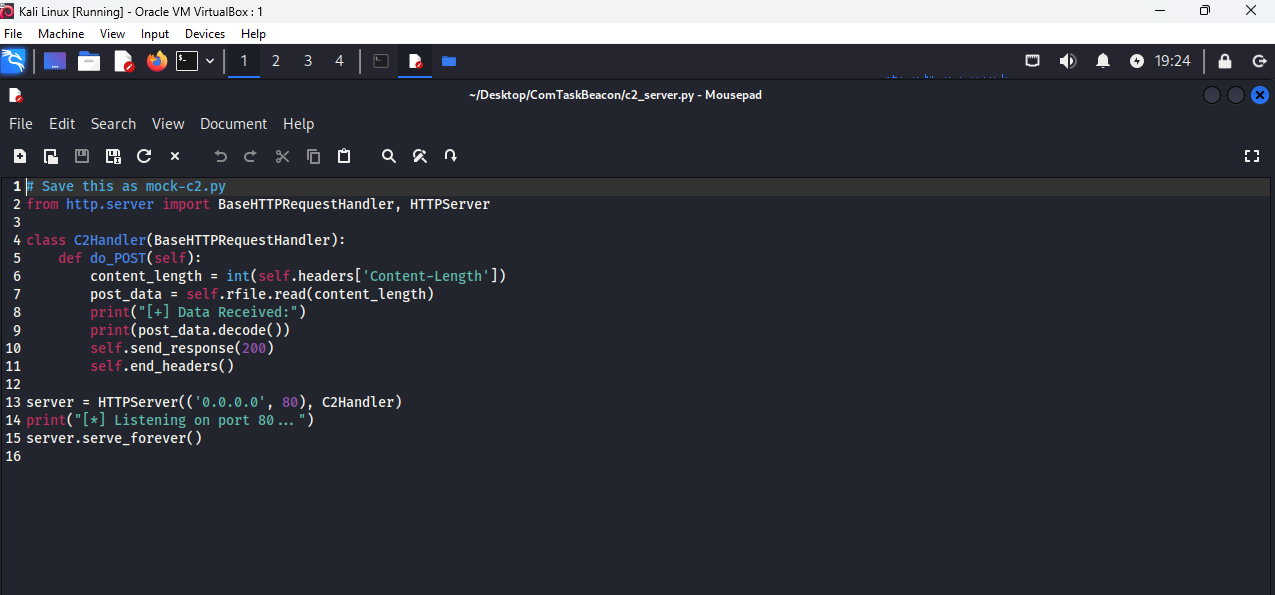 Kali Linux [Running] - Oracle VM VirtualBox : 1
File Machine View Input Devices Help
1 2 3 4 19:24
~/Desktop/ComTaskBeacon/c2_server.py - Mousepad
File Edit Search View Document Help
1 # Save this as mock-c2.py
2 from http.server import BaseHTTPRequestHandler, HTTPServer
3
4 class C2Handler(BaseHTTPRequestHandler):
5     def do_POST(self):
6         content_length = int(self.headers['Content-Length'])
7         post_data = self.rfile.read(content_length)
8         print("[+] Data Received:")
9         print(post_data.decode())
10         self.send_response(200)
11         self.end_headers()
12
13 server = HTTPServer(('0.0.0.0', 80), C2Handler)
14 print("[*] Listening on port 80...")
15 server.serve_forever()
16